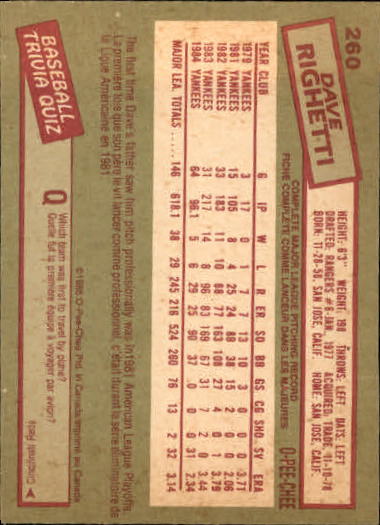 260
DAVE
RIGHETTI
HEIGHT: 6'3" WEIGHT: 198 THROWS: LEFT BATS: LEFT
DRAFTED: RANGERS #6-JAN. 1977 ACQUIRED: TRADE, 11-10-78
BORN: 11-28-58, SAN JOSE, CALIF. HOME: SAN JOSE, CALIF.
COMPLETE MAJOR LEAGUE PITCHING RECORD
FICHE COMPLÈTE COMME LANCEUR DANS LES MAJEURES
O-PEE-CHEE
YEAR CLUB G IP W L R ER SO BB GS CG SHO. SV ERA
1979 YANKEES 3 17 0 1 7 7 13 10 3 0 0 0 3.71
1981 YANKEES 15 105 8 4 25 24 89 38 15 2 0 0 2.06
1982 YANKEES 33 183 11 10 88 77 163 108 27 4 0 1 3.79
1983 YANKEES 31 217 14 8 96 83 169 67 31 7 2 0 3.44
1984 YANKEES 64 96.1 5 6 29 25 90 37 0 0 0 31 2.34
MAJOR LEA. TOTALS 146 618.1 38 29 245 216 524 260 76 13 2 32 3.14
The first time Dave's father saw him pitch professionally was in 1981 American League Playoffs.
La première fois que son père le vit lancer comme professionnel, c'était durant la série éliminatoire de
la Ligue Américaine en 1981.
©1985 O-Pee-Chee Ptd. in Canada Imprimé au Canada
BASEBALL
TRIVIA QUIZ
Q
Which team was first to travel by plane?
Quelle fut la première équipe à voyager par avion?